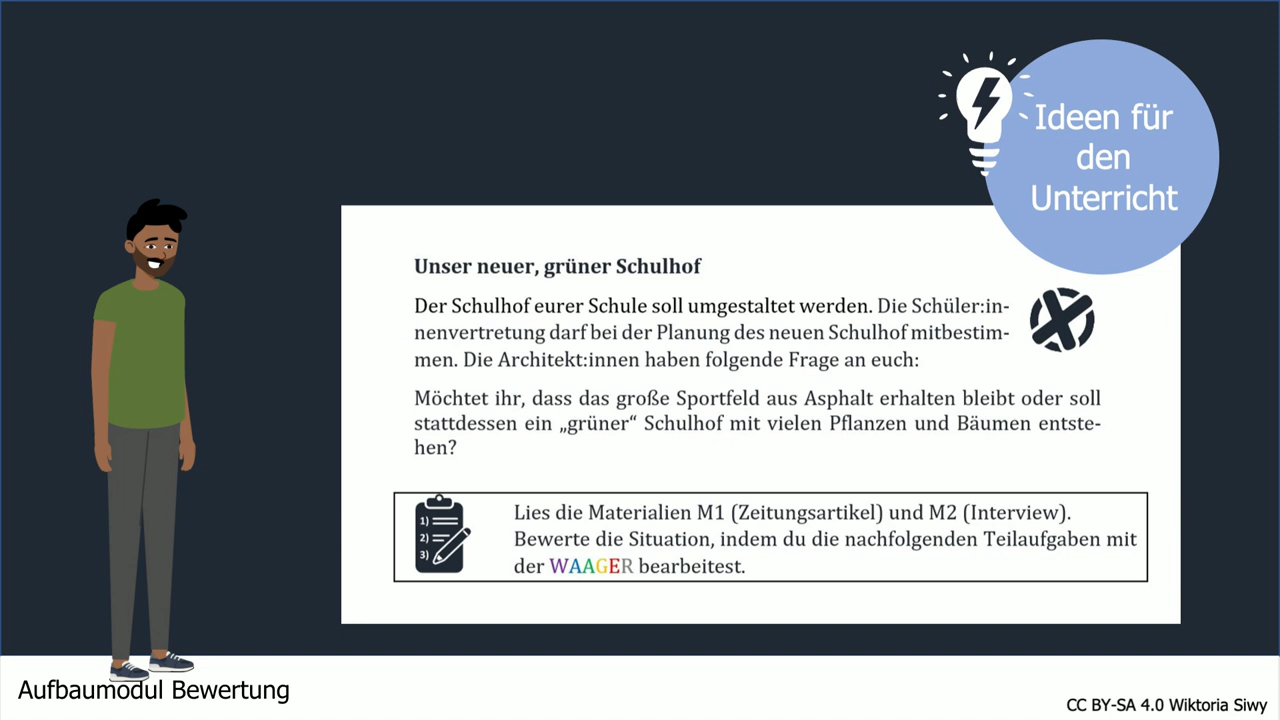 Ideen für
den
Unterricht
Unser neuer, grüner Schulhof
Der Schulhof eurer Schule soll umgestaltet werden. Die Schüler:in-
nenvertretung darf bei der Planung des neuen Schulhof mitbestim-
men. Die Architekt:innen haben folgende Frage an euch:
Möchtet ihr, dass das große Sportfeld aus Asphalt erhalten bleibt oder soll
stattdessen ein „grüner“ Schulhof mit vielen Pflanzen und Bäumen entste-
hen?
1)
2)
3)
Lies die Materialien M1 (Zeitungsartikel) und M2 (Interview).
Bewerte die Situation, indem du die nachfolgenden Teilaufgaben mit
der WAAGER bearbeitest.
Aufbaumodul Bewertung
CC BY-SA 4.0 Wiktoria Siwy